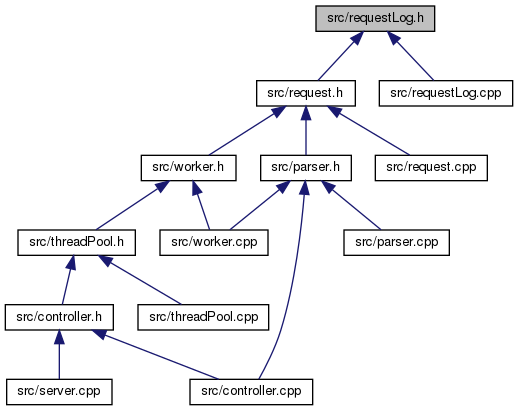 src/requestLog.h
src/request.h
src/requestLog.cpp
src/worker.h
src/parser.h
src/request.cpp
src/threadPool.h
src/worker.cpp
src/parser.cpp
src/controller.h
src/threadPool.cpp
src/server.cpp
src/controller.cpp